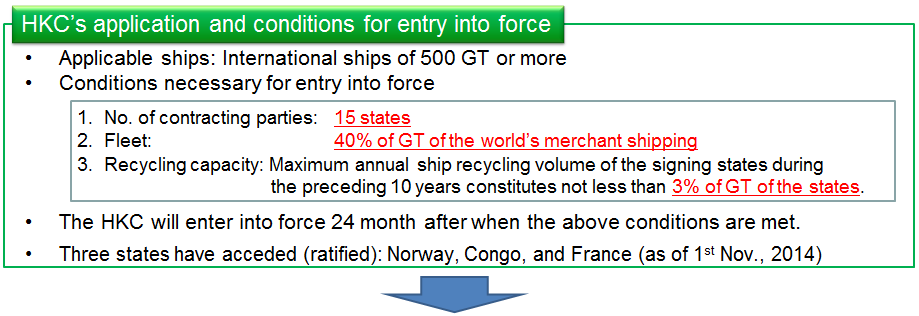 HKC's application and conditions for entry into force
• Applicable ships: International ships of 500 GT or more
• Conditions necessary for entry into force
1. No. of contracting parties: 15 states
2. Fleet: 40% of GT of the world's merchant shipping
3. Recycling capacity: Maximum annual ship recycling volume of the signing states during
the preceding 10 years constitutes not less than 3% of GT of the states.
• The HKC will enter into force 24 month after when the above conditions are met.
• Three states have acceded (ratified): Norway, Congo, and France (as of 1st Nov., 2014)